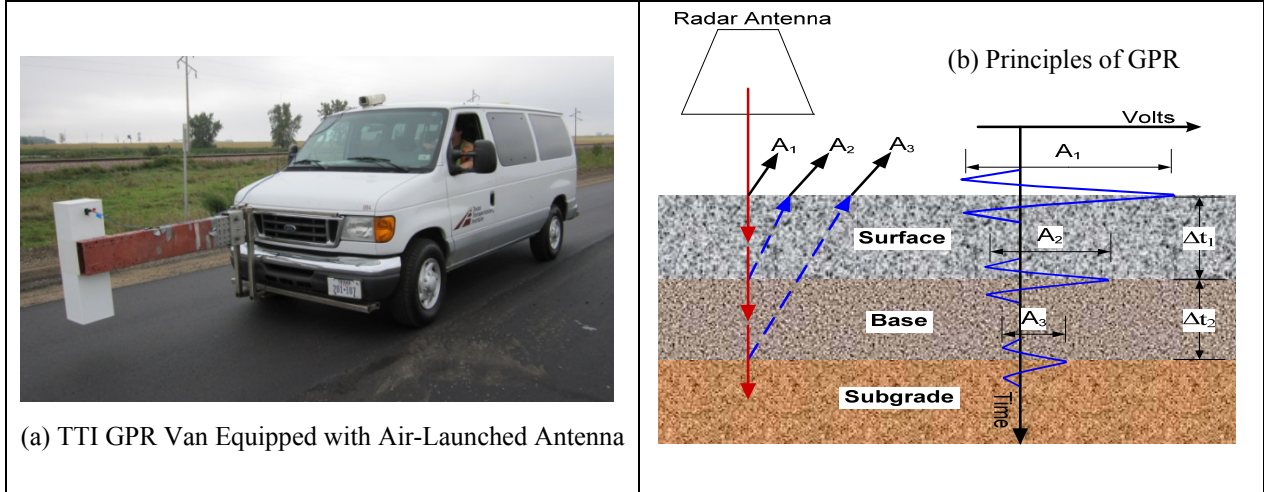 (a) TTI GPR Van Equipped with Air-Launched Antenna
Radar Antenna
(b) Principles of GPR
Volts
A₁
A₂
A₃
A₁
Surface
A₂
Δt₁
Base
A₃
Δt₂
Subgrade
Time